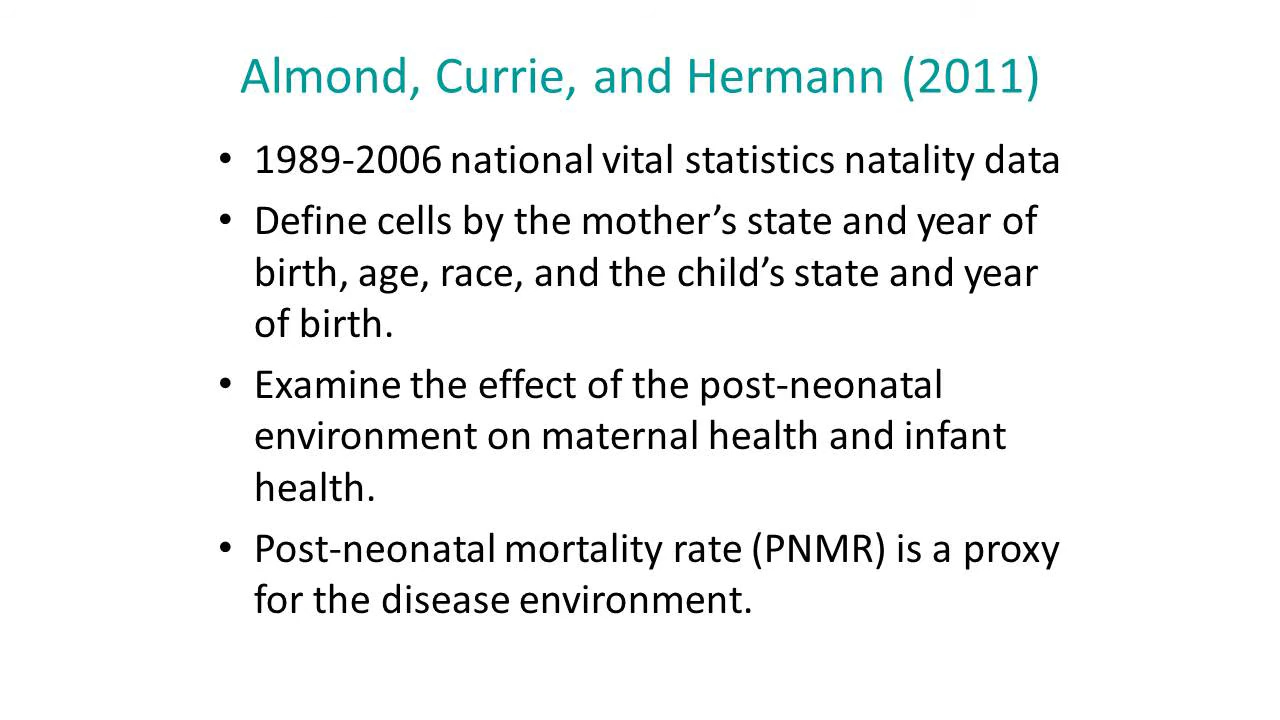 Almond, Currie, and Hermann (2011)
• 1989-2006 national vital statistics natality data
• Define cells by the mother’s state and year of
birth, age, race, and the child’s state and year
of birth.
• Examine the effect of the post-neonatal
environment on maternal health and infant
health.
• Post-neonatal mortality rate (PNMR) is a proxy
for the disease environment.